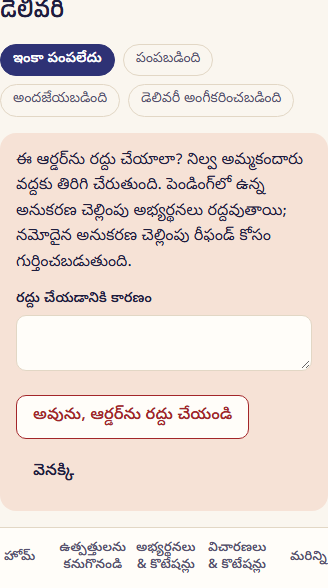 డెలివరీ
ఇంకా పంపలేదు
పంపబడింది
అందజేయబడింది
డెలివరీ అంగీకరించబడింది
ఈ ఆర్డర్‌ను రద్దు చేయాలా? నిల్వ అమ్మకందారు
వద్దకు తిరిగి చేరుతుంది. పెండింగ్‌లో ఉన్న
అనుకరణ చెల్లింపు అభ్యర్థనలు రద్దవుతాయి;
నమోదైన అనుకరణ చెల్లింపు రీఫండ్ కోసం
గుర్తించబడుతుంది.
రద్దు చేయడానికి కారణం
అవును, ఆర్డర్‌ను రద్దు చేయండి
వెనక్కి
హోమ్
ఉత్పత్తులను
కనుగొనండి
అభ్యర్థనలు
& కొటేషన్లు
విచారణలు
& కొటేషన్లు
మరిన్ని